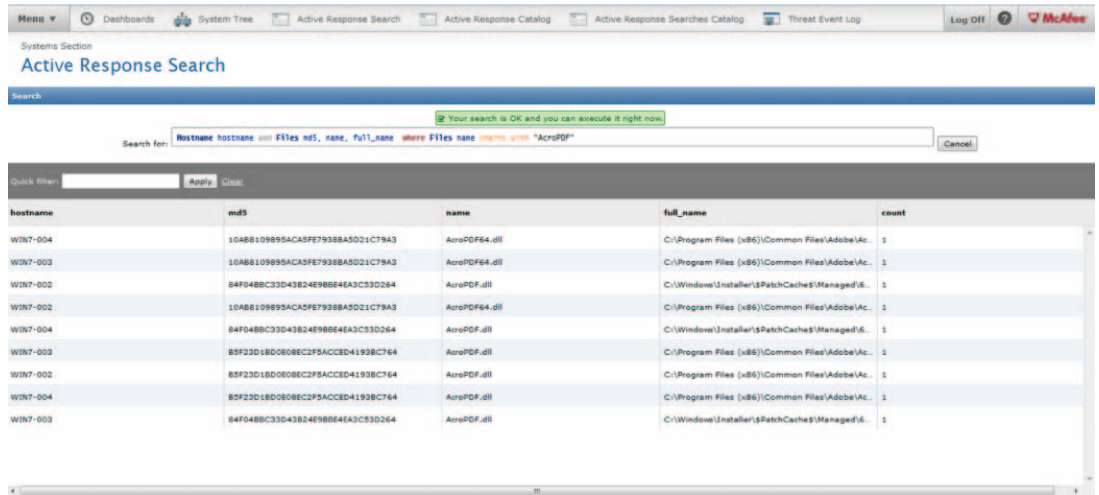 Menu ▼ Dashboards System Tree Active Response Search Active Response Catalog Active Response Searches Catalog Threat Event Log Log Off ? McAfee
Systems Section
Active Response Search
Search
Your search is OK and you can execute it right now.
Search for: Hostname hostname and Files md5, name, full_name where Files name starts with "AcroPDF"
Cancel
Quick filter: Apply Clear
hostname md5 name full_name count
WIN7-004 10AB8109895ACA5FE7938BA5D21C79A3 AcroPDF64.dll C:\Program Files (x86)\Common Files\Adobe\Ac... 1
WIN7-003 10AB8109895ACA5FE7938BA5D21C79A3 AcroPDF64.dll C:\Program Files (x86)\Common Files\Adobe\Ac... 1
WIN7-002 84F04BBC33D43B24E9BBE4EA3C53D264 AcroPDF.dll C:\Windows\Installer\$PatchCache$\Managed\6... 1
WIN7-002 10AB8109895ACA5FE7938BA5D21C79A3 AcroPDF64.dll C:\Program Files (x86)\Common Files\Adobe\Ac... 1
WIN7-004 84F04BBC33D43B24E9BBE4EA3C53D264 AcroPDF.dll C:\Windows\Installer\$PatchCache$\Managed\6... 1
WIN7-003 B5F23D1BD0E08EC2F5ACCED4193BC764 AcroPDF.dll C:\Program Files (x86)\Common Files\Adobe\Ac... 1
WIN7-002 B5F23D1BD0E08EC2F5ACCED4193BC764 AcroPDF.dll C:\Program Files (x86)\Common Files\Adobe\Ac... 1
WIN7-004 B5F23D1BD0E08EC2F5ACCED4193BC764 AcroPDF.dll C:\Program Files (x86)\Common Files\Adobe\Ac... 1
WIN7-003 84F04BBC33D43B24E9BBE4EA3C53D264 AcroPDF.dll C:\Windows\Installer\$PatchCache$\Managed\6... 1